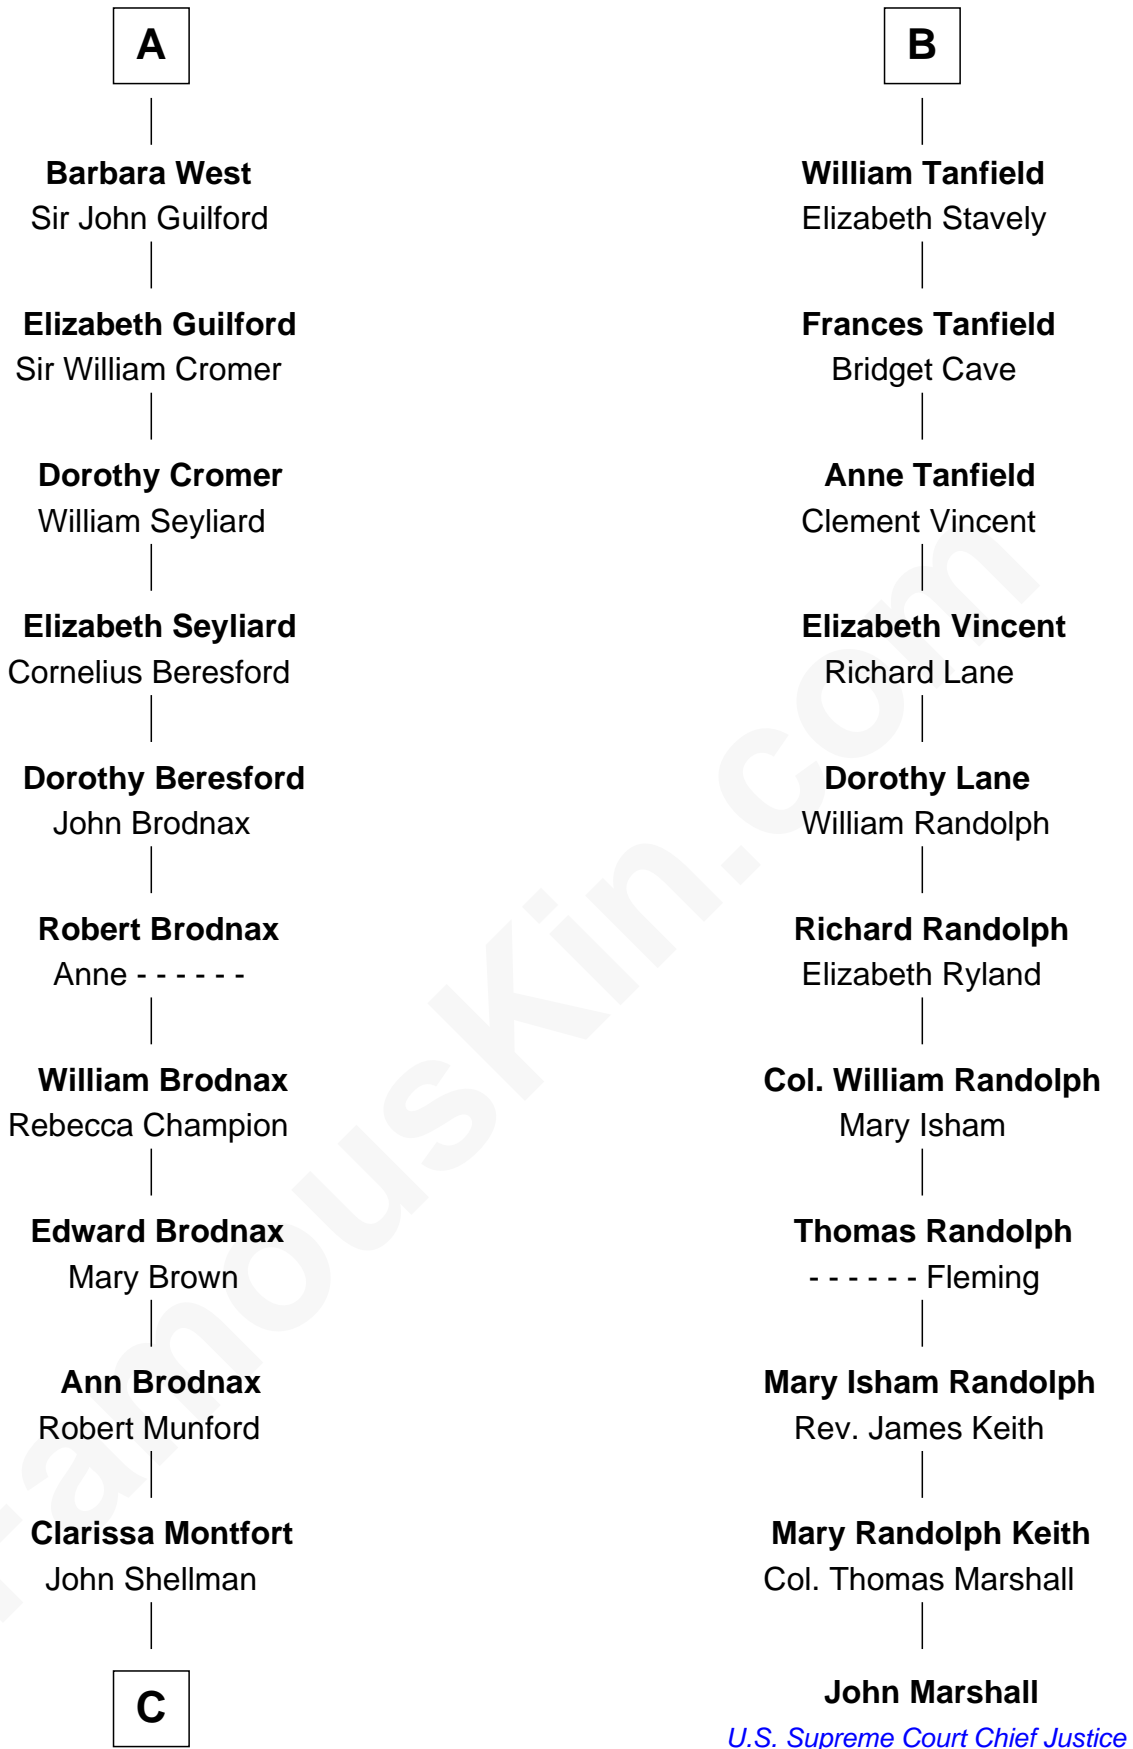 A
Barbara West
Sir John Guilford
Elizabeth Guilford
Sir William Cromer
Dorothy Cromer
William Seyliard
Elizabeth Seyliard
Cornelius Beresford
Dorothy Beresford
John Brodnax
Robert Brodnax
Anne - - - - - -
William Brodnax
Rebecca Champion
Edward Brodnax
Mary Brown
Ann Brodnax
Robert Munford
Clarissa Montfort
John Shellman
C
B
William Tanfield
Elizabeth Stavely
Frances Tanfield
Bridget Cave
Anne Tanfield
Clement Vincent
Elizabeth Vincent
Richard Lane
Dorothy Lane
William Randolph
Richard Randolph
Elizabeth Ryland
Col. William Randolph
Mary Isham
Thomas Randolph
- - - - - - Fleming
Mary Isham Randolph
Rev. James Keith
Mary Randolph Keith
Col. Thomas Marshall
John Marshall
U.S. Supreme Court Chief Justice
FamousKin.com